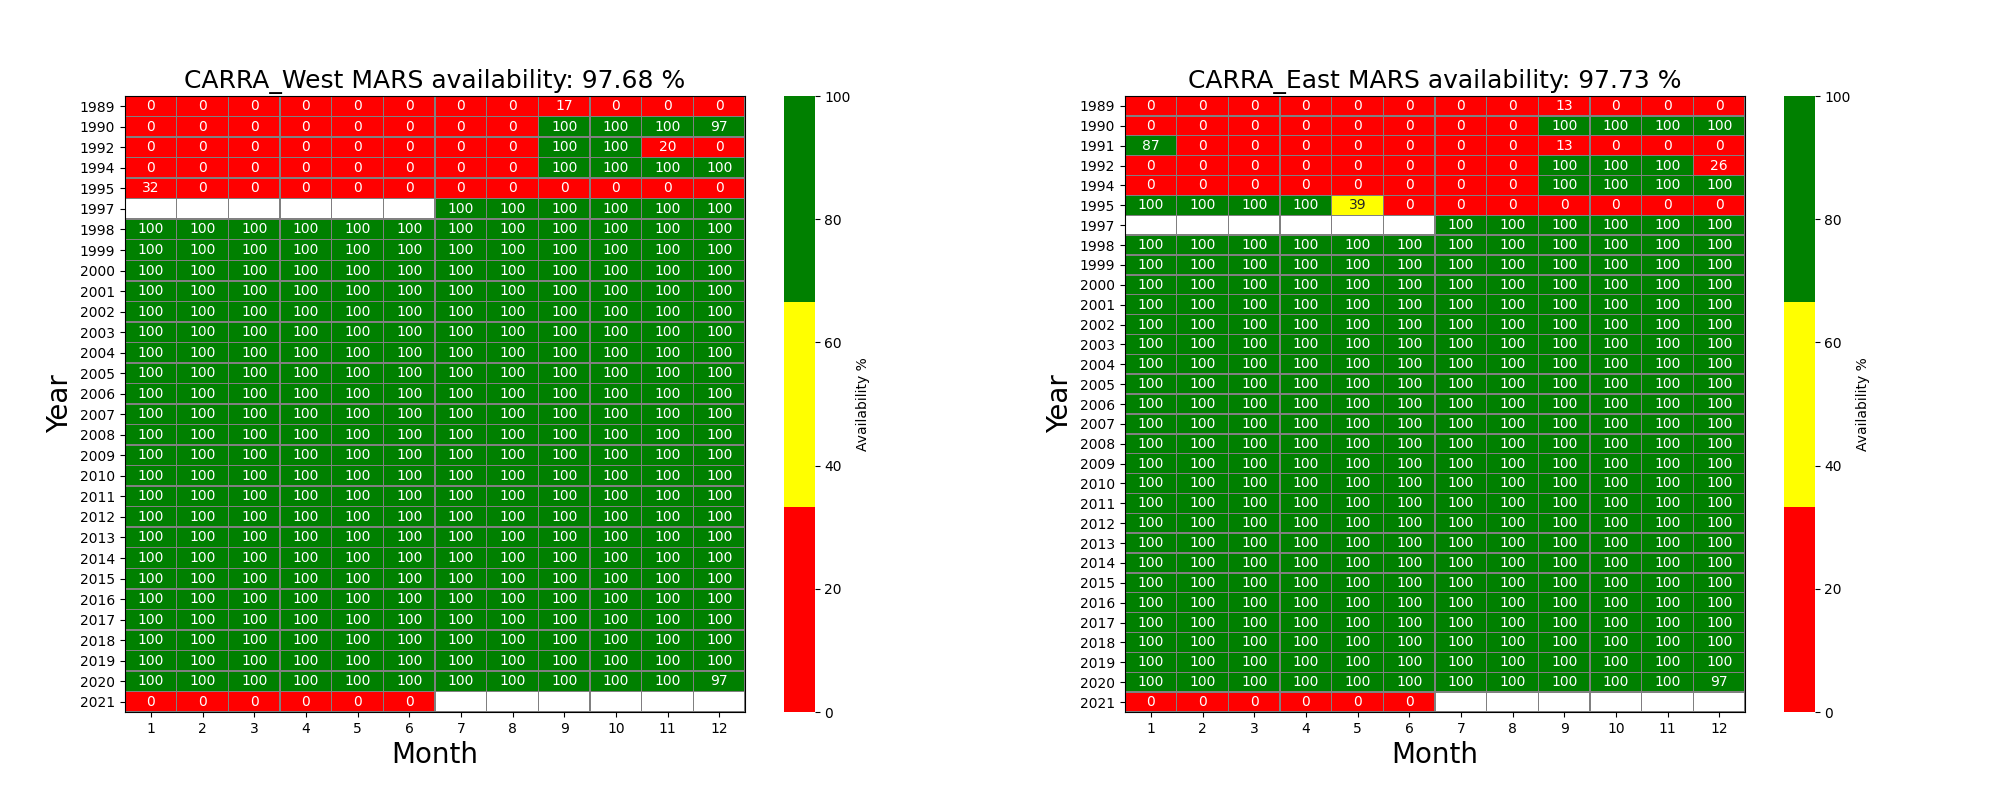 CARRA_West MARS availability: 97.68 %
1989 0 0 0 0 0 0 0 0 17 0 0 0
1990 0 0 0 0 0 0 0 0 100 100 100 97
1992 0 0 0 0 0 0 0 0 100 100 20 0
1994 0 0 0 0 0 0 0 0 100 100 100 100
1995 32 0 0 0 0 0 0 0 0 0 0 0
1997 100 100 100 100 100 100
1998 100 100 100 100 100 100 100 100 100 100 100 100
1999 100 100 100 100 100 100 100 100 100 100 100 100
2000 100 100 100 100 100 100 100 100 100 100 100 100
2001 100 100 100 100 100 100 100 100 100 100 100 100
2002 100 100 100 100 100 100 100 100 100 100 100 100
2003 100 100 100 100 100 100 100 100 100 100 100 100
2004 100 100 100 100 100 100 100 100 100 100 100 100
2005 100 100 100 100 100 100 100 100 100 100 100 100
2006 100 100 100 100 100 100 100 100 100 100 100 100
2007 100 100 100 100 100 100 100 100 100 100 100 100
2008 100 100 100 100 100 100 100 100 100 100 100 100
2009 100 100 100 100 100 100 100 100 100 100 100 100
2010 100 100 100 100 100 100 100 100 100 100 100 100
2011 100 100 100 100 100 100 100 100 100 100 100 100
2012 100 100 100 100 100 100 100 100 100 100 100 100
2013 100 100 100 100 100 100 100 100 100 100 100 100
2014 100 100 100 100 100 100 100 100 100 100 100 100
2015 100 100 100 100 100 100 100 100 100 100 100 100
2016 100 100 100 100 100 100 100 100 100 100 100 100
2017 100 100 100 100 100 100 100 100 100 100 100 100
2018 100 100 100 100 100 100 100 100 100 100 100 100
2019 100 100 100 100 100 100 100 100 100 100 100 100
2020 100 100 100 100 100 100 100 100 100 100 100 97
2021 0 0 0 0 0 0
1 2 3 4 5 6 7 8 9 10 11 12
Month
Year
100
80
60
40
20
0
Availability %
CARRA_East MARS availability: 97.73 %
1989 0 0 0 0 0 0 0 0 13 0 0 0
1990 0 0 0 0 0 0 0 0 100 100 100 100
1991 87 0 0 0 0 0 0 0 13 0 0 0
1992 0 0 0 0 0 0 0 0 100 100 100 26
1994 0 0 0 0 0 0 0 0 100 100 100 100
1995 100 100 100 100 39 0 0 0 0 0 0 0
1997 100 100 100 100 100 100
1998 100 100 100 100 100 100 100 100 100 100 100 100
1999 100 100 100 100 100 100 100 100 100 100 100 100
2000 100 100 100 100 100 100 100 100 100 100 100 100
2001 100 100 100 100 100 100 100 100 100 100 100 100
2002 100 100 100 100 100 100 100 100 100 100 100 100
2003 100 100 100 100 100 100 100 100 100 100 100 100
2004 100 100 100 100 100 100 100 100 100 100 100 100
2005 100 100 100 100 100 100 100 100 100 100 100 100
2006 100 100 100 100 100 100 100 100 100 100 100 100
2007 100 100 100 100 100 100 100 100 100 100 100 100
2008 100 100 100 100 100 100 100 100 100 100 100 100
2009 100 100 100 100 100 100 100 100 100 100 100 100
2010 100 100 100 100 100 100 100 100 100 100 100 100
2011 100 100 100 100 100 100 100 100 100 100 100 100
2012 100 100 100 100 100 100 100 100 100 100 100 100
2013 100 100 100 100 100 100 100 100 100 100 100 100
2014 100 100 100 100 100 100 100 100 100 100 100 100
2015 100 100 100 100 100 100 100 100 100 100 100 100
2016 100 100 100 100 100 100 100 100 100 100 100 100
2017 100 100 100 100 100 100 100 100 100 100 100 100
2018 100 100 100 100 100 100 100 100 100 100 100 100
2019 100 100 100 100 100 100 100 100 100 100 100 100
2020 100 100 100 100 100 100 100 100 100 100 100 97
2021 0 0 0 0 0 0
1 2 3 4 5 6 7 8 9 10 11 12
Month
Year
100
80
60
40
20
0
Availability %